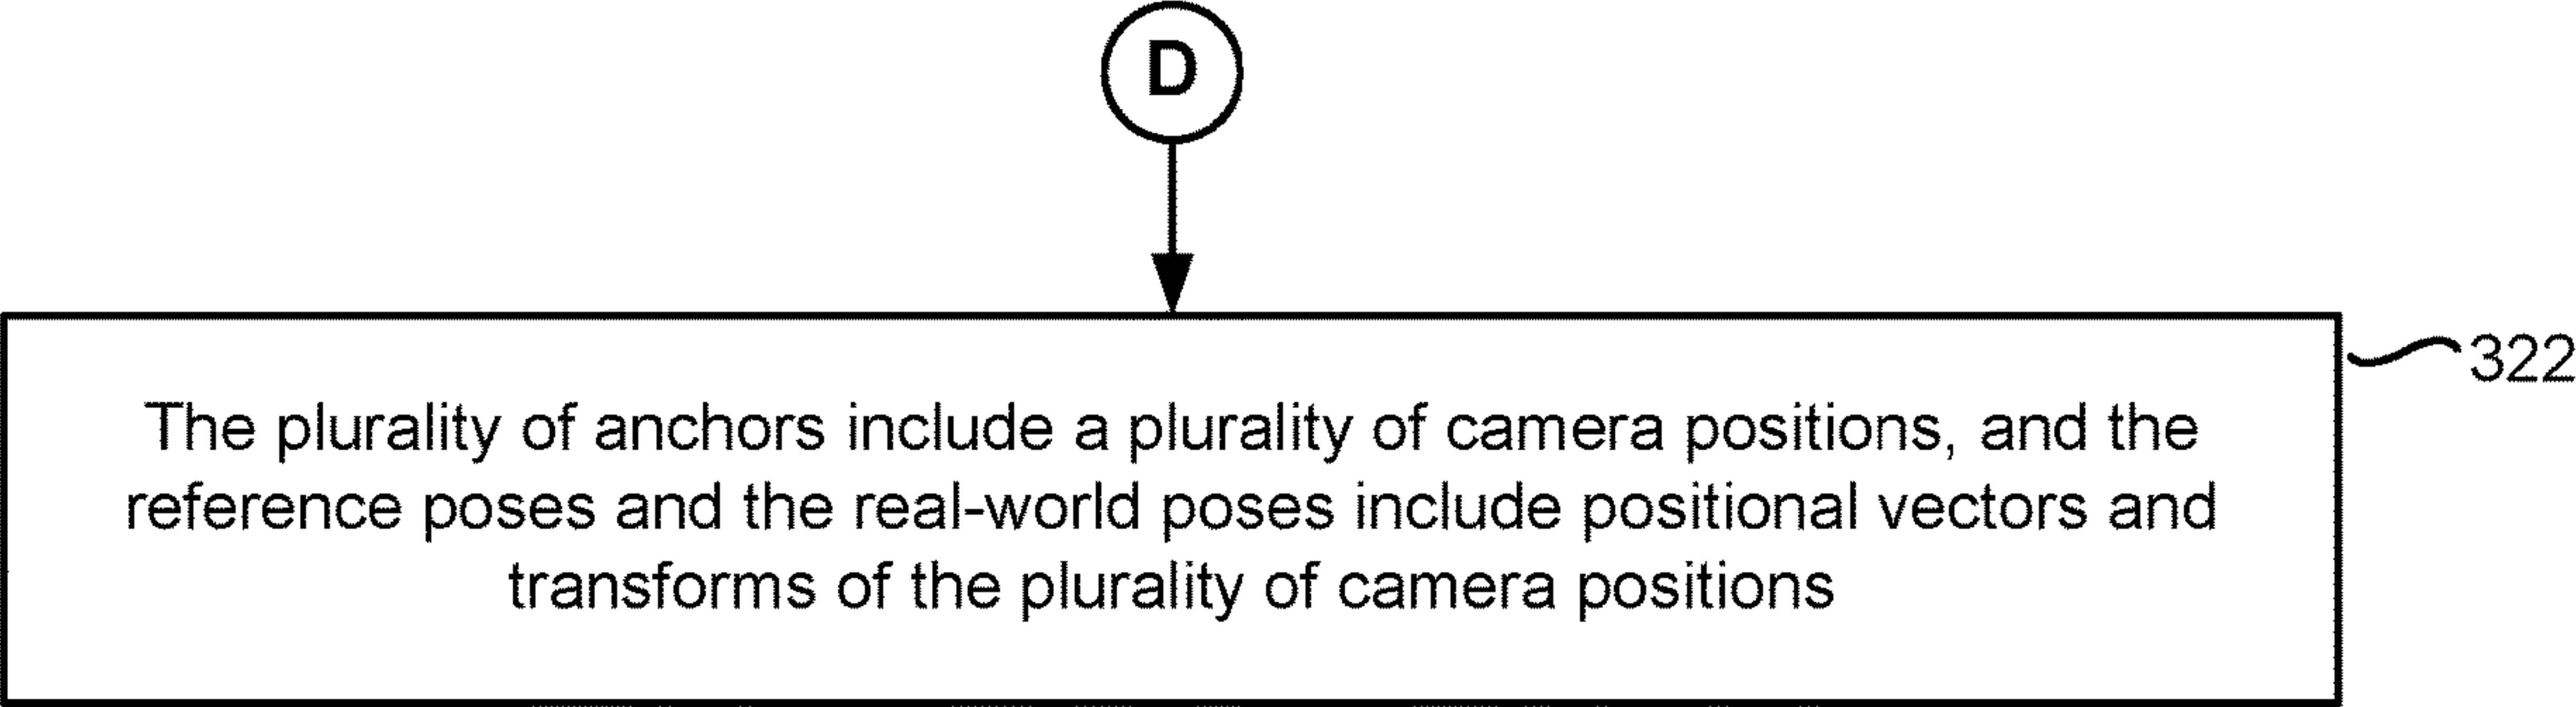 D
322
The plurality of anchors include a plurality of camera positions, and the
reference poses and the real-world poses include positional vectors and
transforms of the plurality of camera positions